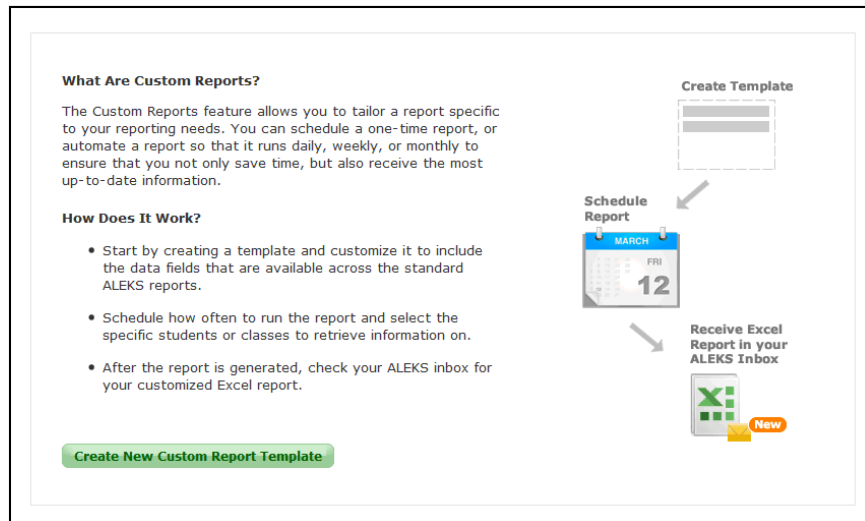 What Are Custom Reports?
The Custom Reports feature allows you to tailor a report specific
to your reporting needs. You can schedule a one-time report, or
automate a report so that it runs daily, weekly, or monthly to
ensure that you not only save time, but also receive the most
up-to-date information.
How Does It Work?
• Start by creating a template and customize it to include
the data fields that are available across the standard
ALEKS reports.
• Schedule how often to run the report and select the
specific students or classes to retrieve information on.
• After the report is generated, check your ALEKS inbox for
your customized Excel report.
Create New Custom Report Template
Create Template
Schedule
Report
MARCH
FRI
12
Receive Excel
Report in your
ALEKS Inbox
New